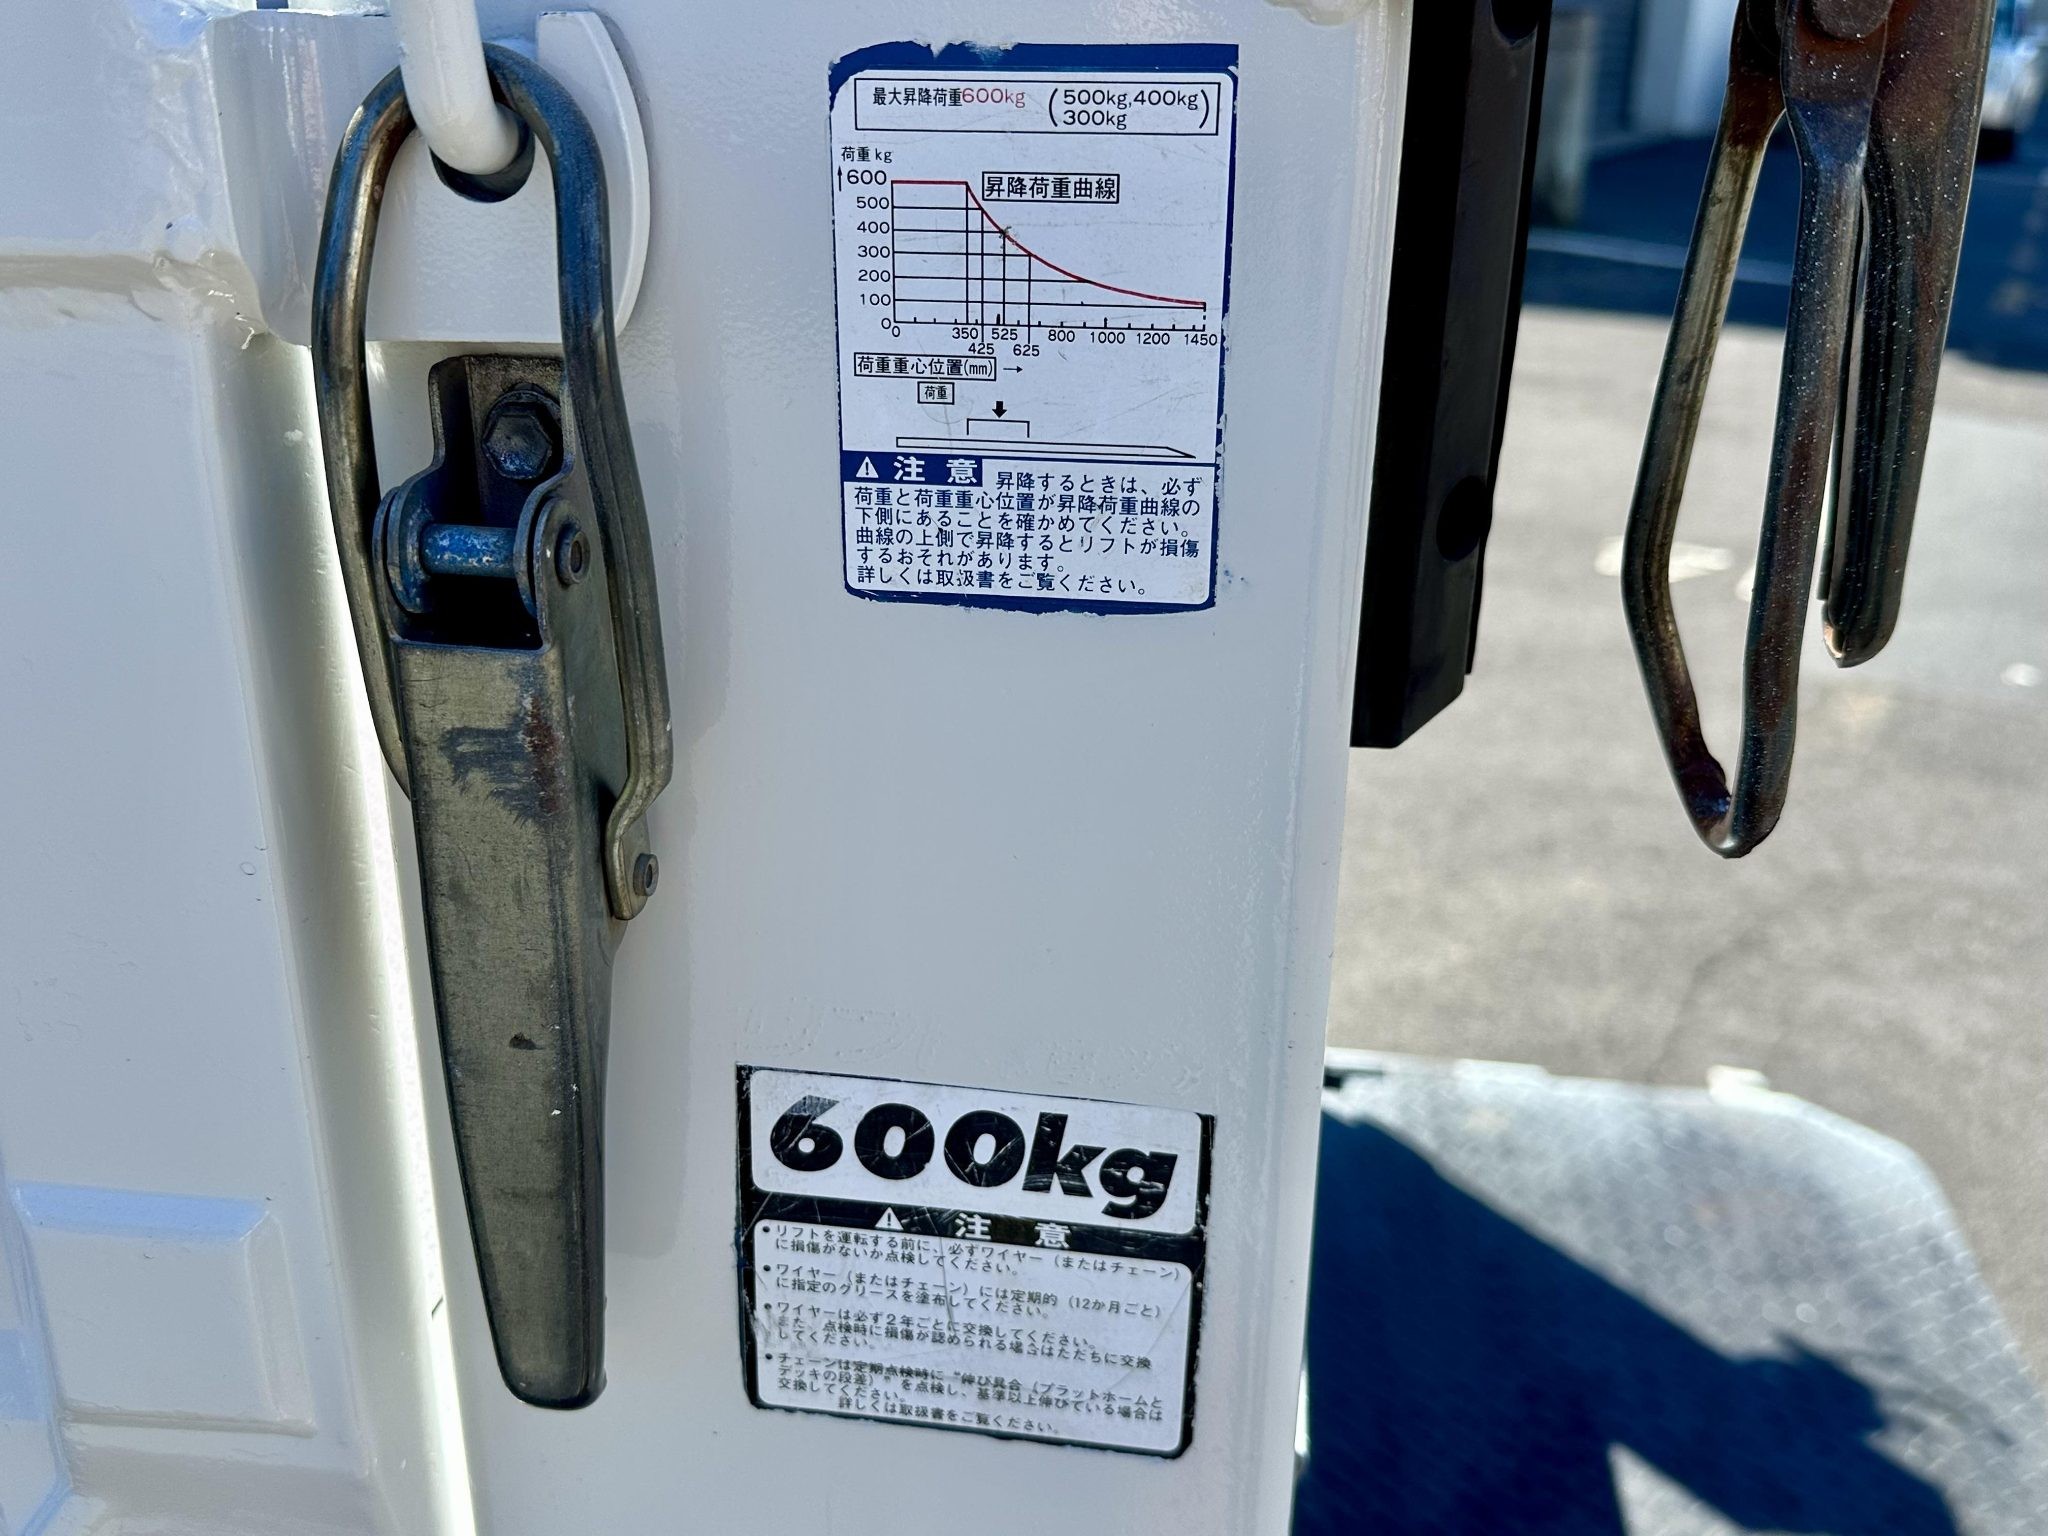 最大昇降荷重600kg (500kg,400kg
300kg)
荷重kg
昇降荷重曲線
600
500
400
300
200
100
0
0 350 525 800 1000 1200 1450
425 625
荷重重心位置(mm) →
荷重
⚠ 注 意 昇降するときは、必ず
荷重と荷重重心位置が昇降荷重曲線の
下側にあることを確かめてください。
曲線の上側で昇降するとリフトが損傷
するおそれがあります。
詳しくは取扱書をご覧ください。
600kg
⚠ 注 意
•リフトを運転する前に、必ずワイヤー(またはチェーン)
に損傷がないか点検してください。
•ワイヤー(またはチェーン)には定期的(12か月ごと)
に指定のグリースを塗布してください。
•ワイヤーは必ず2年ごとに交換してください。
また、点検時に損傷が認められる場合はただちに交換
してください。
•チェーンは定期点検時に“伸び具合(プラットホームと
デッキの段差)”を点検し、基準以上伸びている場合は
交換してください。
詳しくは取扱書をご覧ください。